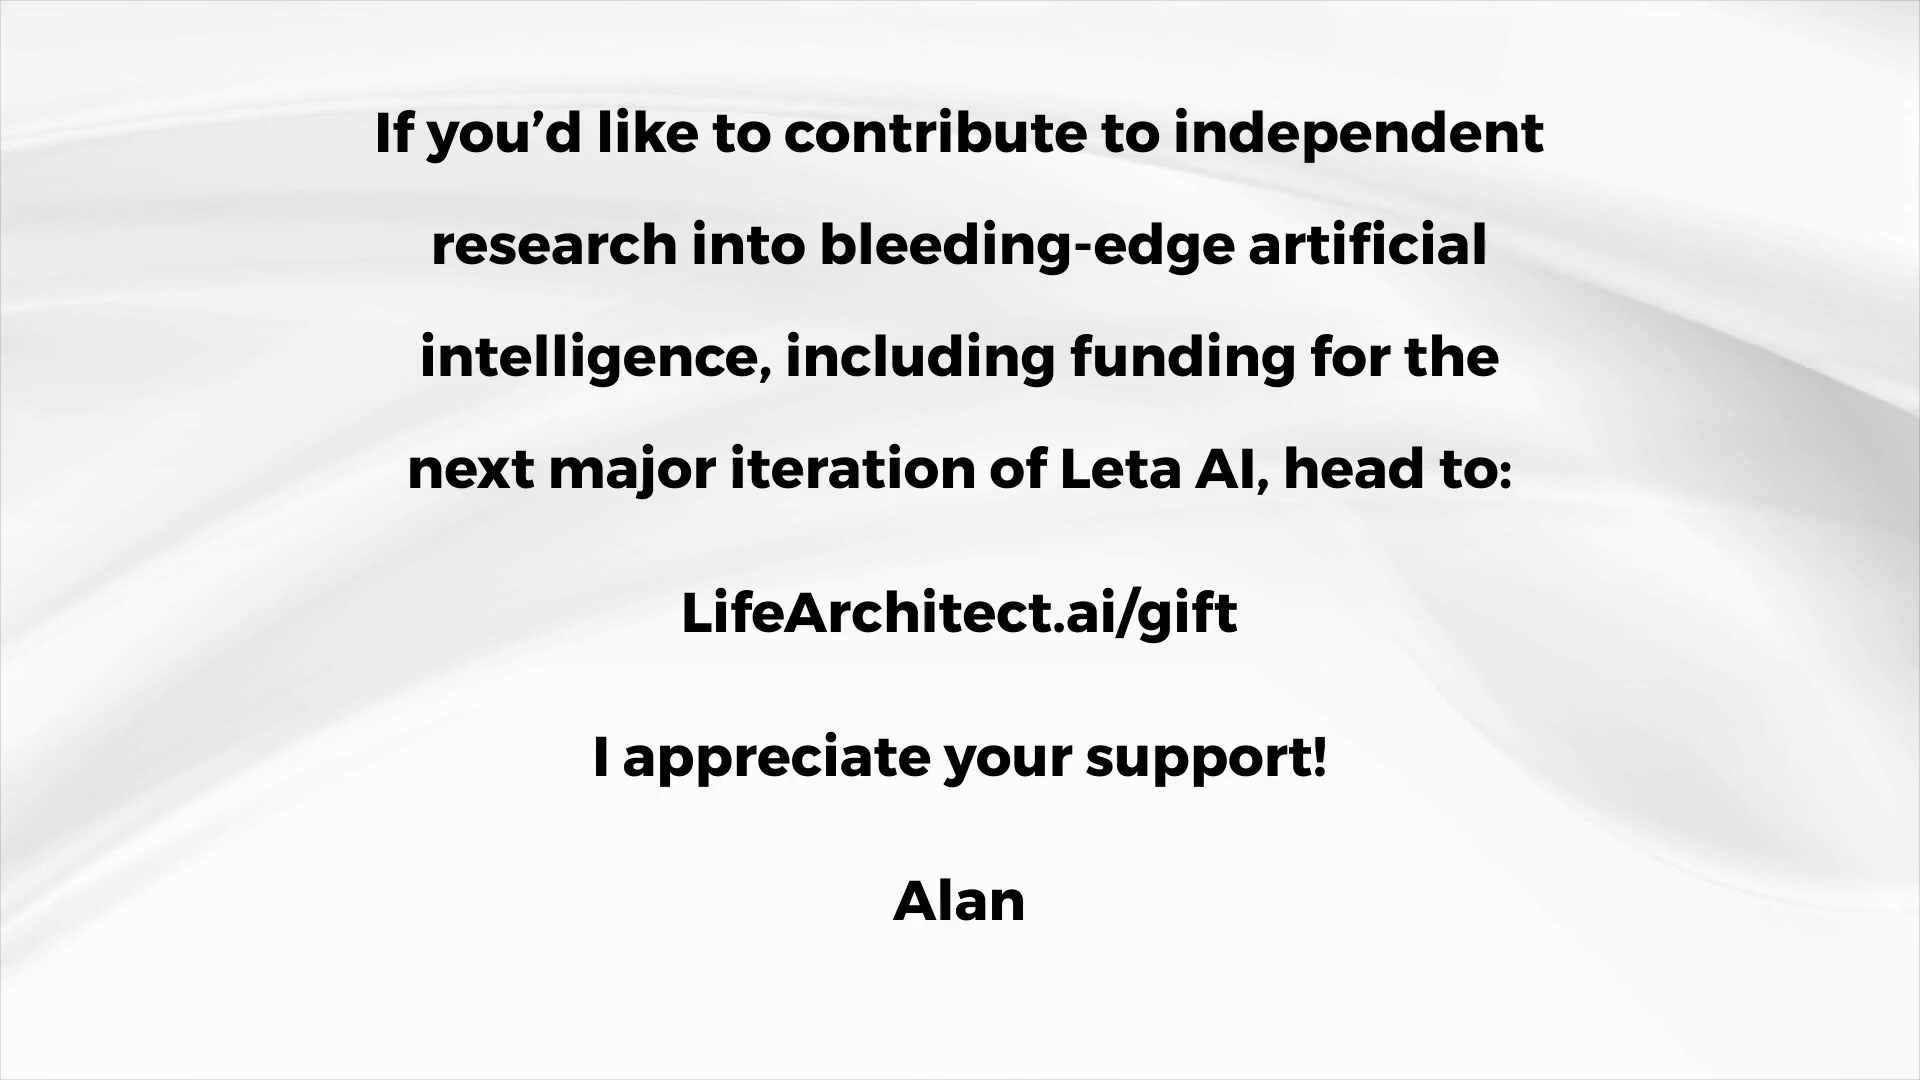 If you’d like to contribute to independent
research into bleeding-edge artificial
intelligence, including funding for the
next major iteration of Leta AI, head to:
LifeArchitect.ai/gift
I appreciate your support!
Alan